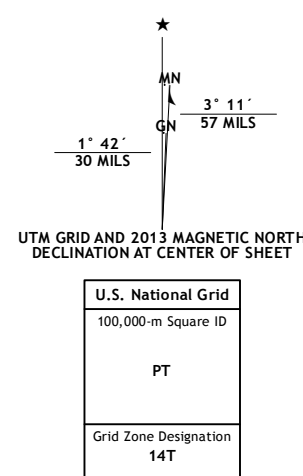 ★
MN
3° 11´
57 MILS
GN
1° 42´
30 MILS
UTM GRID AND 2013 MAGNETIC NORTH
DECLINATION AT CENTER OF SHEET
U.S. National Grid
100,000-m Square ID
PT
Grid Zone Designation
14T